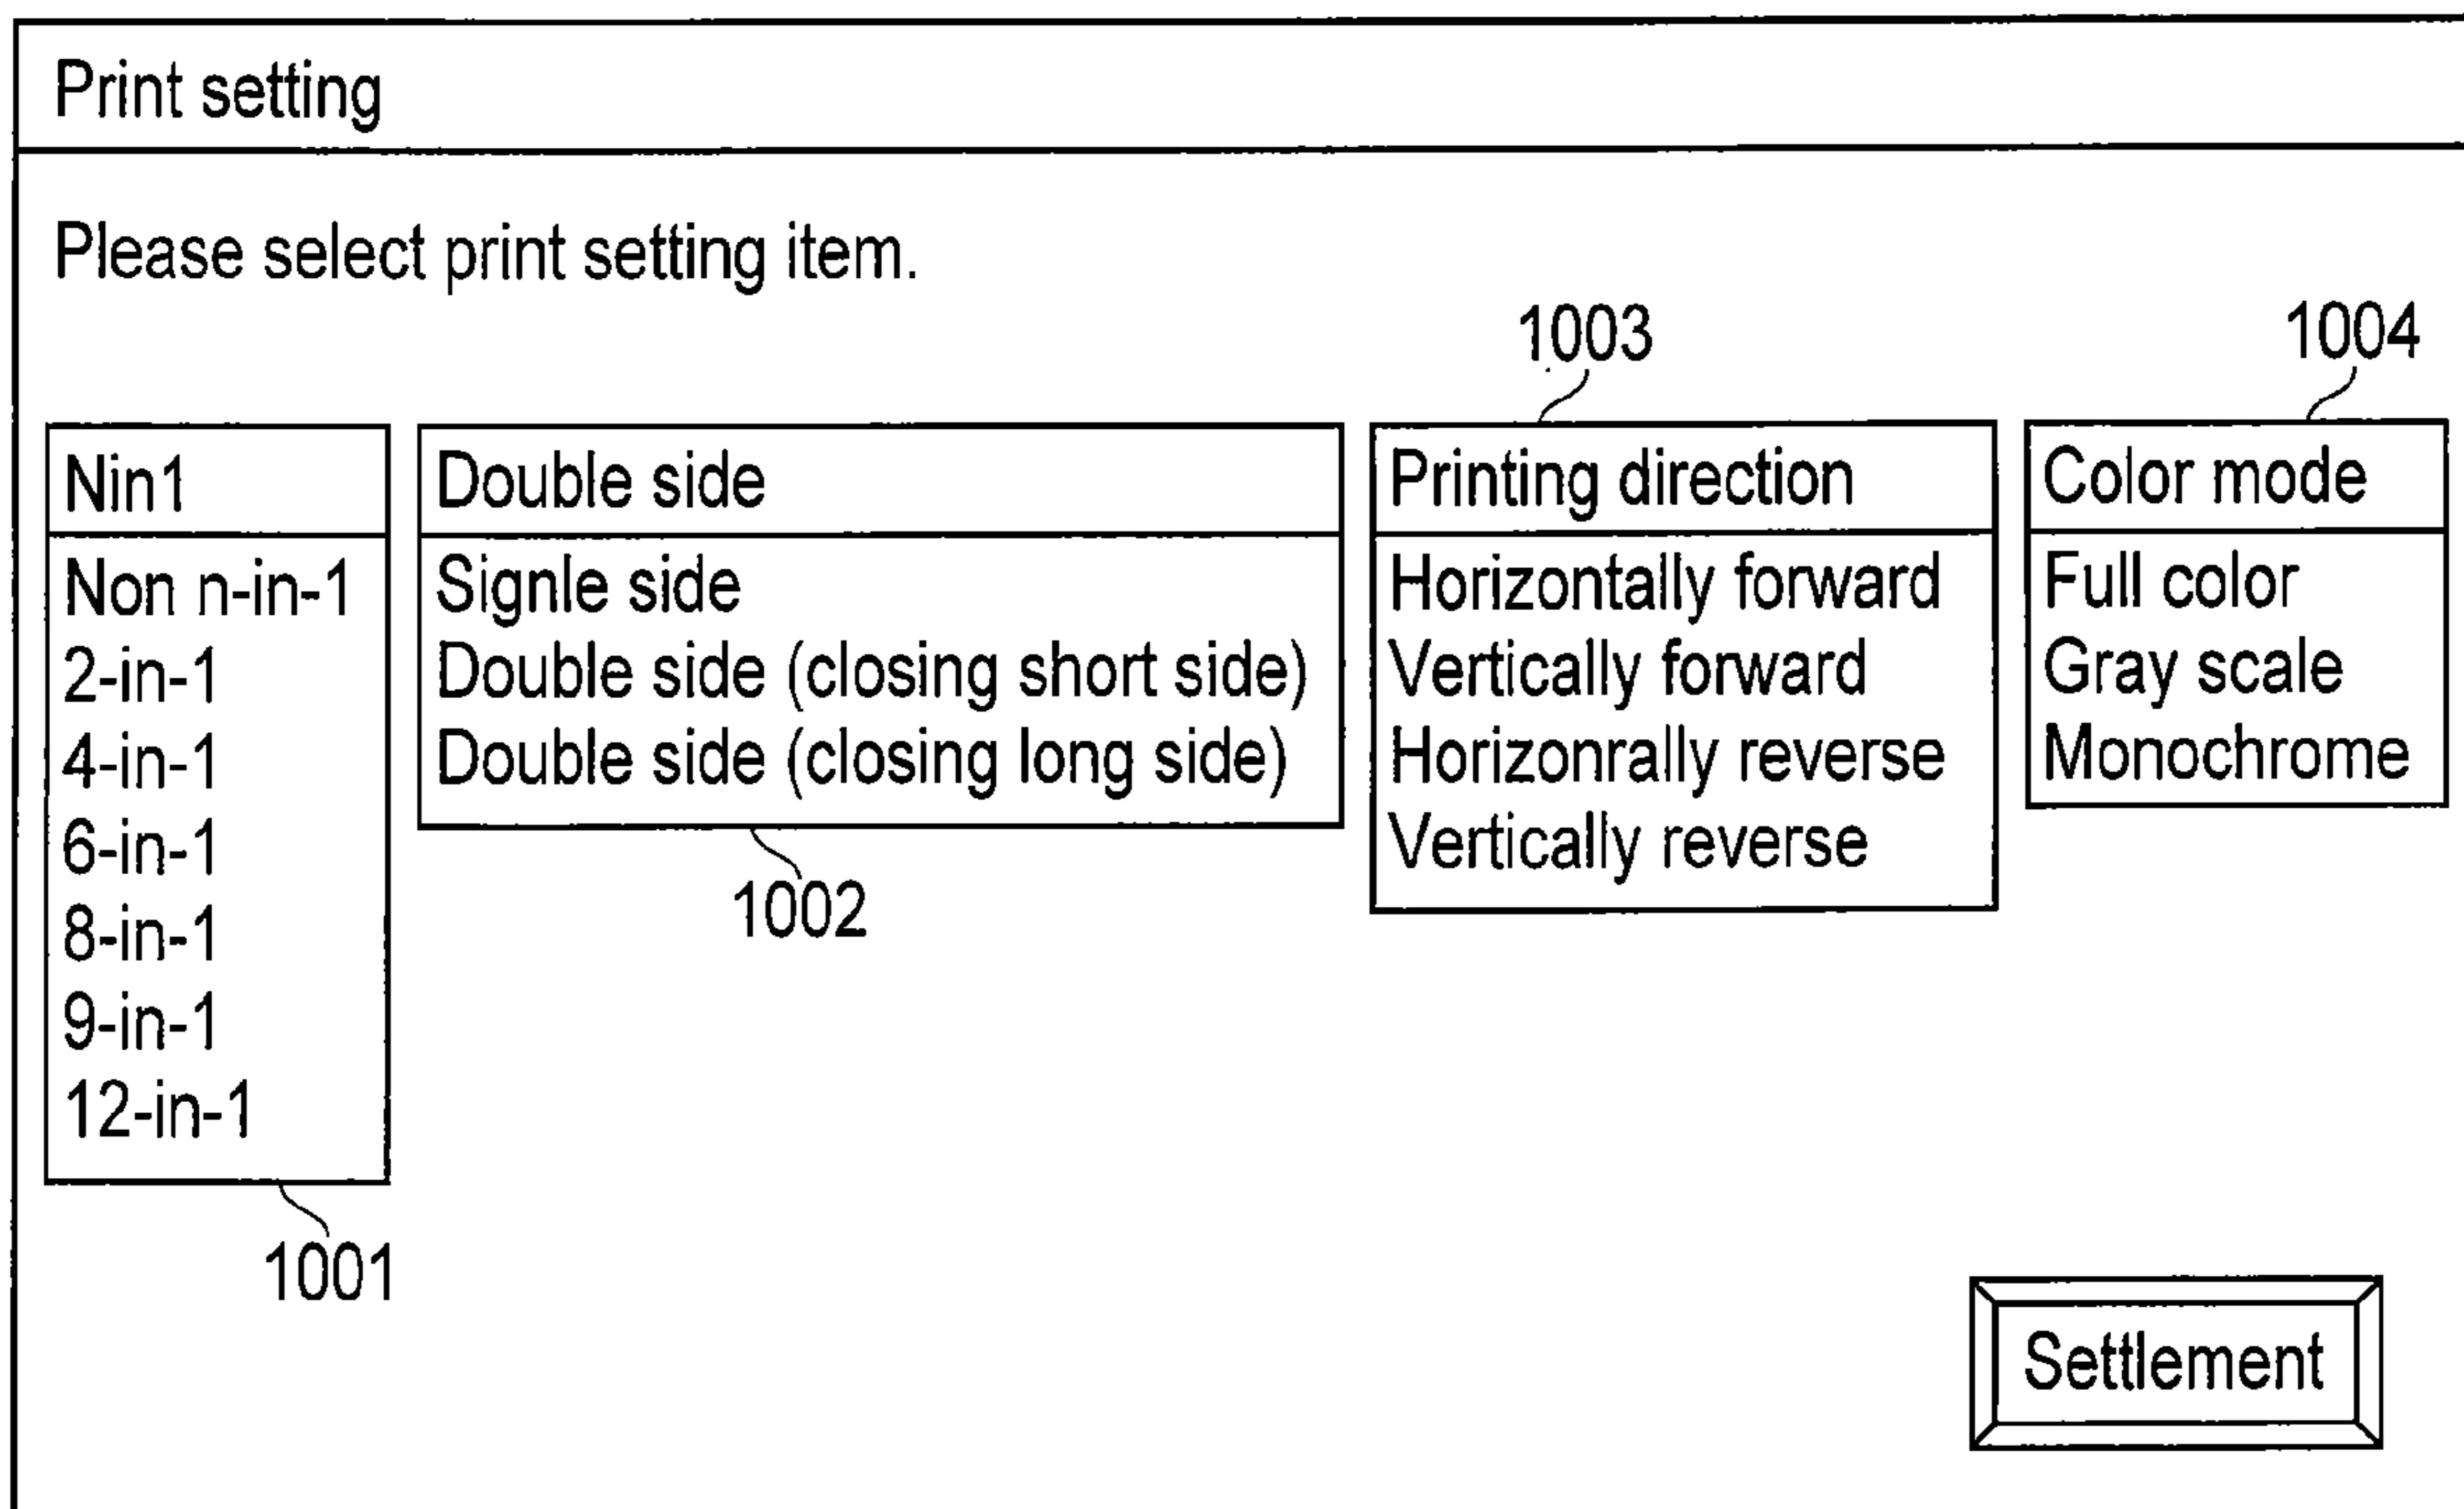 Print setting
Please select print setting item.
1003
1004
Nin1
Non n-in-1
2-in-1
4-in-1
6-in-1
8-in-1
9-in-1
12-in-1
1001
Double side
Signle side
Double side (closing short side)
Double side (closing long side)
1002
Printing direction
Horizontally forward
Vertically forward
Horizonrally reverse
Vertically reverse
Color mode
Full color
Gray scale
Monochrome
Settlement